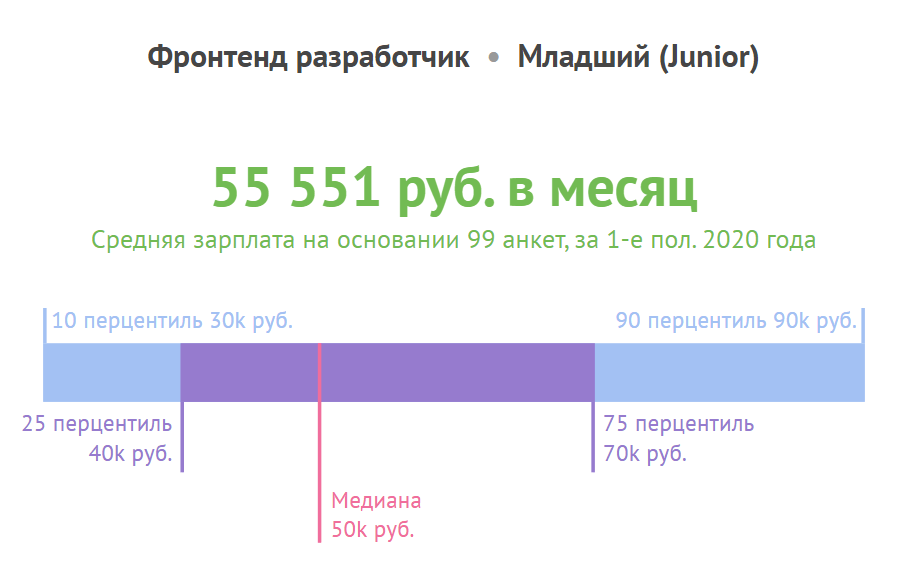 Фронтенд разработчик • Младший (Junior)
55 551 руб. в месяц
Средняя зарплата на основании 99 анкет, за 1-е пол. 2020 года
10 перцентиль 30k руб.
90 перцентиль 90k руб.
25 перцентиль
40k руб.
75 перцентиль
70k руб.
Медиана
50k руб.